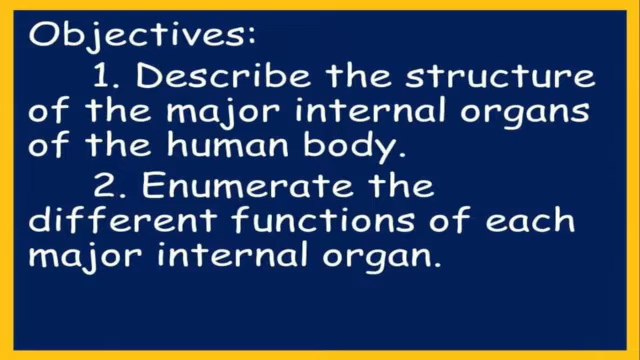 Objectives:
1. Describe the structure
of the major internal organs
of the human body.
2. Enumerate the
different functions of each
major internal organ.